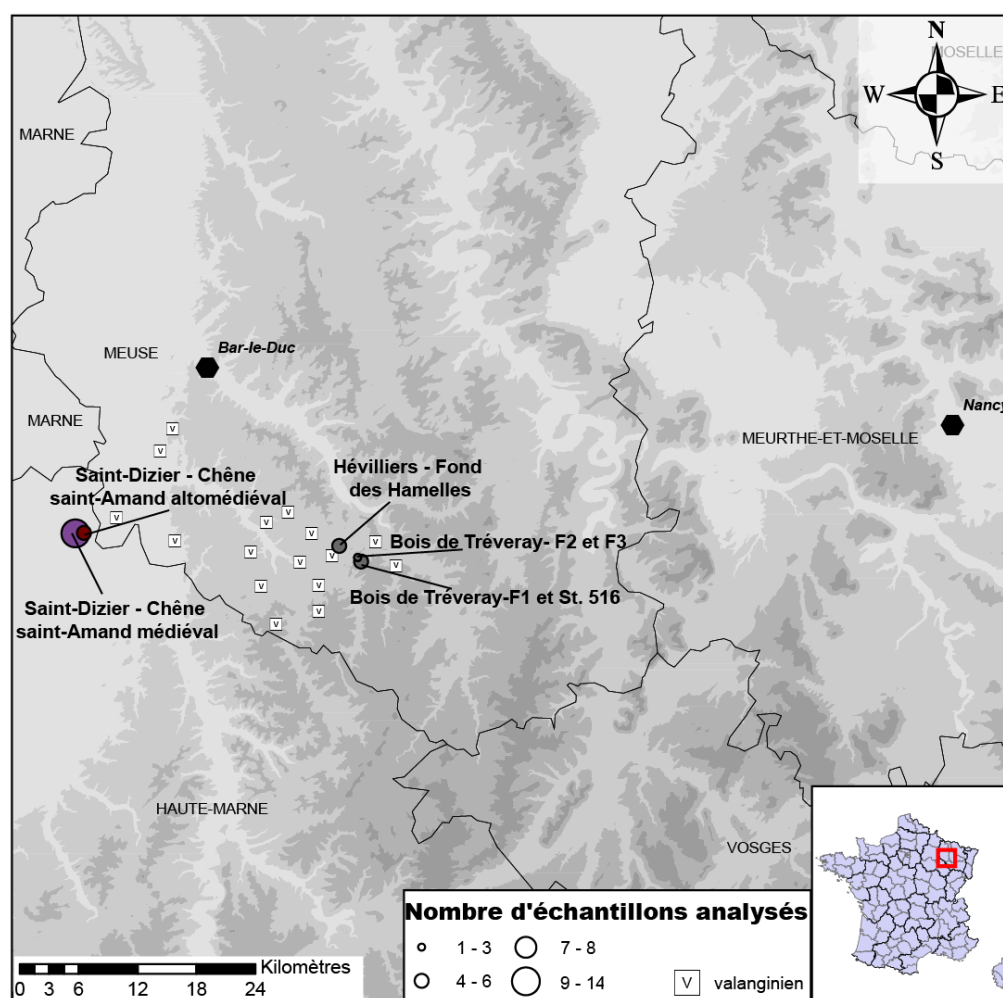 N
MOSELLE
W
E
S
MARNE
MEUSE
Bar-le-Duc
MARNE
Nancy
MEURTHE-ET-MOSELLE
v
v
Saint-Dizier - Chêne
saint-Amand altomédiéval
Hévilliers - Fond
des Hamelles
v
v
v
v
v
v
v
v
v
v
v
v
v
v
Bois de Tréveray- F2 et F3
Bois de Tréveray-F1 et St. 516
Saint-Dizier - Chêne
saint-Amand médiéval
HAUTE-MARNE
VOSGES
Nombre d'échantillons analysés
1 - 3
7 - 8
4 - 6
9 - 14
v
valanginien
Kilomètres
0 3 6 12 18 24